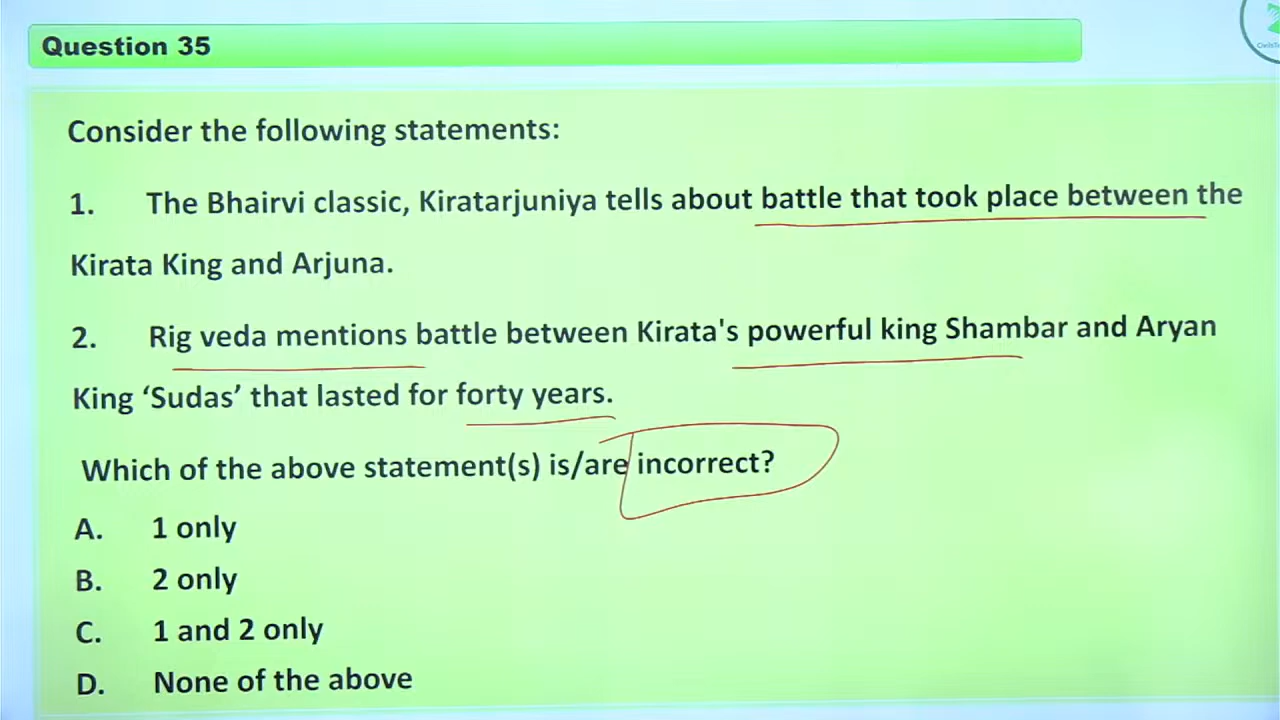 Question 35
Consider the following statements:
1. The Bhairvi classic, Kiratarjuniya tells about battle that took place between the
Kirata King and Arjuna.
2. Rig veda mentions battle between Kirata's powerful king Shambar and Aryan
King ‘Sudas’ that lasted for forty years.
Which of the above statement(s) is/are incorrect?
A. 1 only
B. 2 only
C. 1 and 2 only
D. None of the above